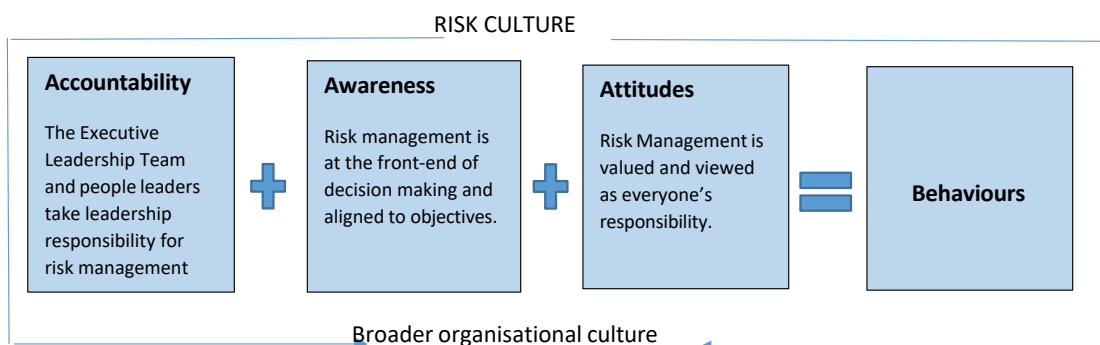 RISK CULTURE
Accountability
The Executive
Leadership Team
and people leaders
take leadership
responsibility for
risk management
Awareness
Risk management is
at the front-end of
decision making and
aligned to objectives.
Attitudes
Risk Management is
valued and viewed
as everyone’s
responsibility.
Behaviours
Broader organisational culture